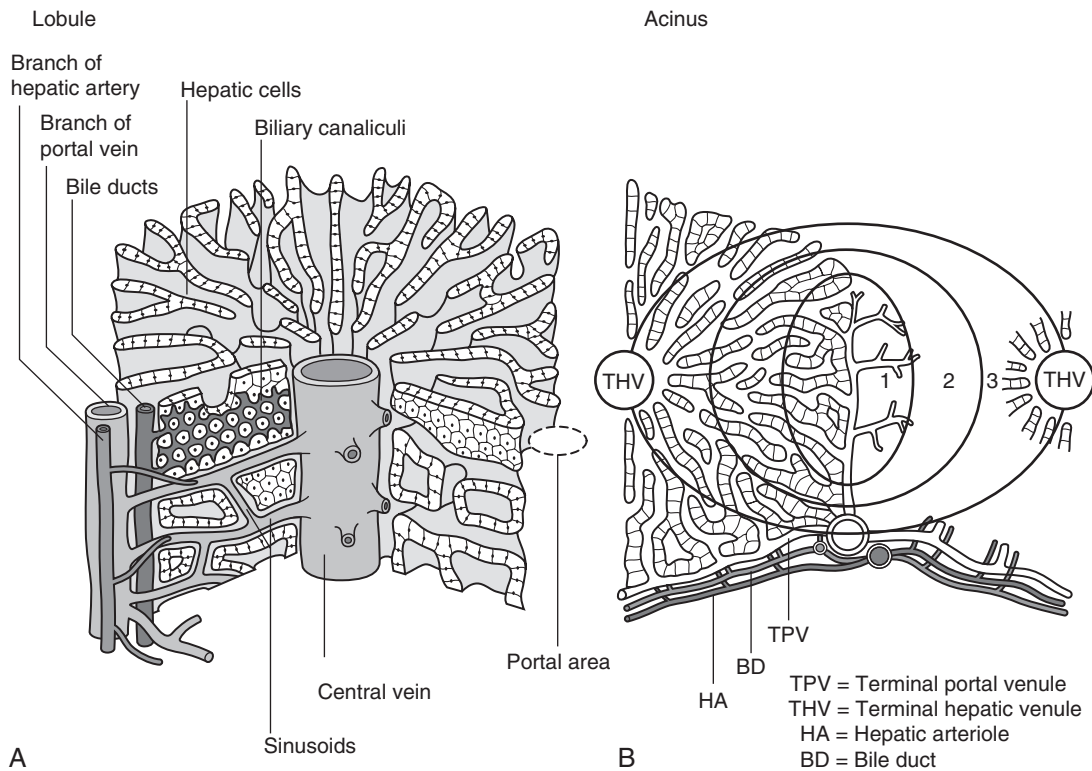 Lobule
Acinus
Branch of
hepatic artery
Hepatic cells
Branch of
portal vein
Biliary canaliculi
Bile ducts
THV
1
2
3
THV
Portal area
Central vein
Sinusoids
TPV
BD
HA
TPV = Terminal portal venule
THV = Terminal hepatic venule
HA = Hepatic arteriole
BD = Bile duct
A
B